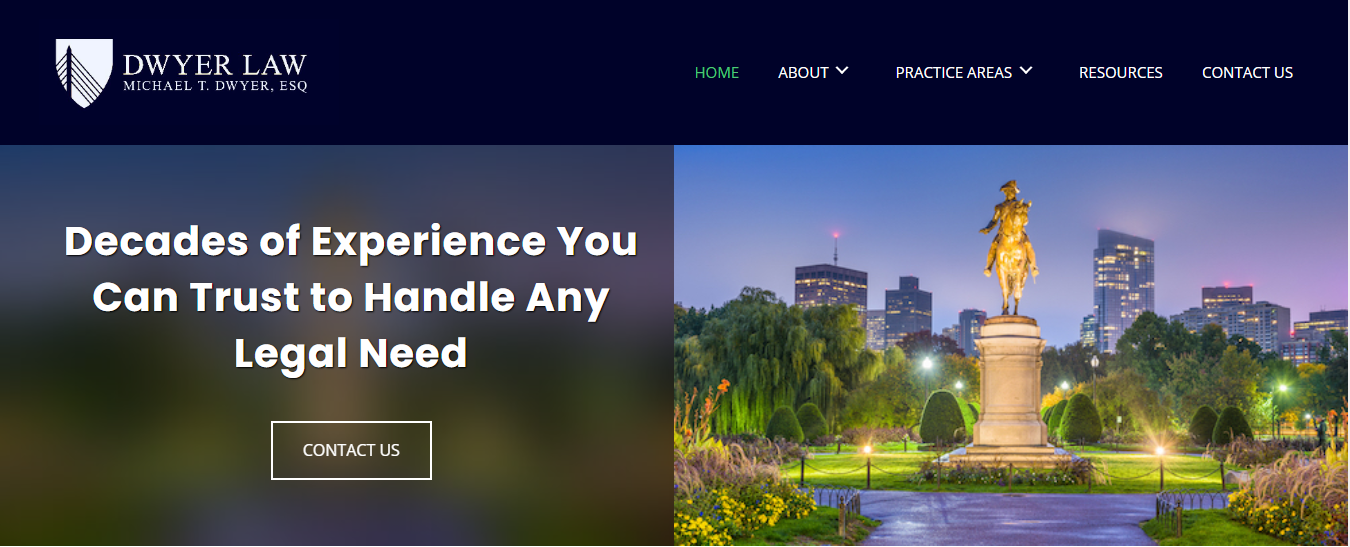 DWYER LAW
MICHAEL T. DWYER, ESQ
HOME ABOUT PRACTICE AREAS RESOURCES CONTACT US
Decades of Experience You
Can Trust to Handle Any
Legal Need
CONTACT US